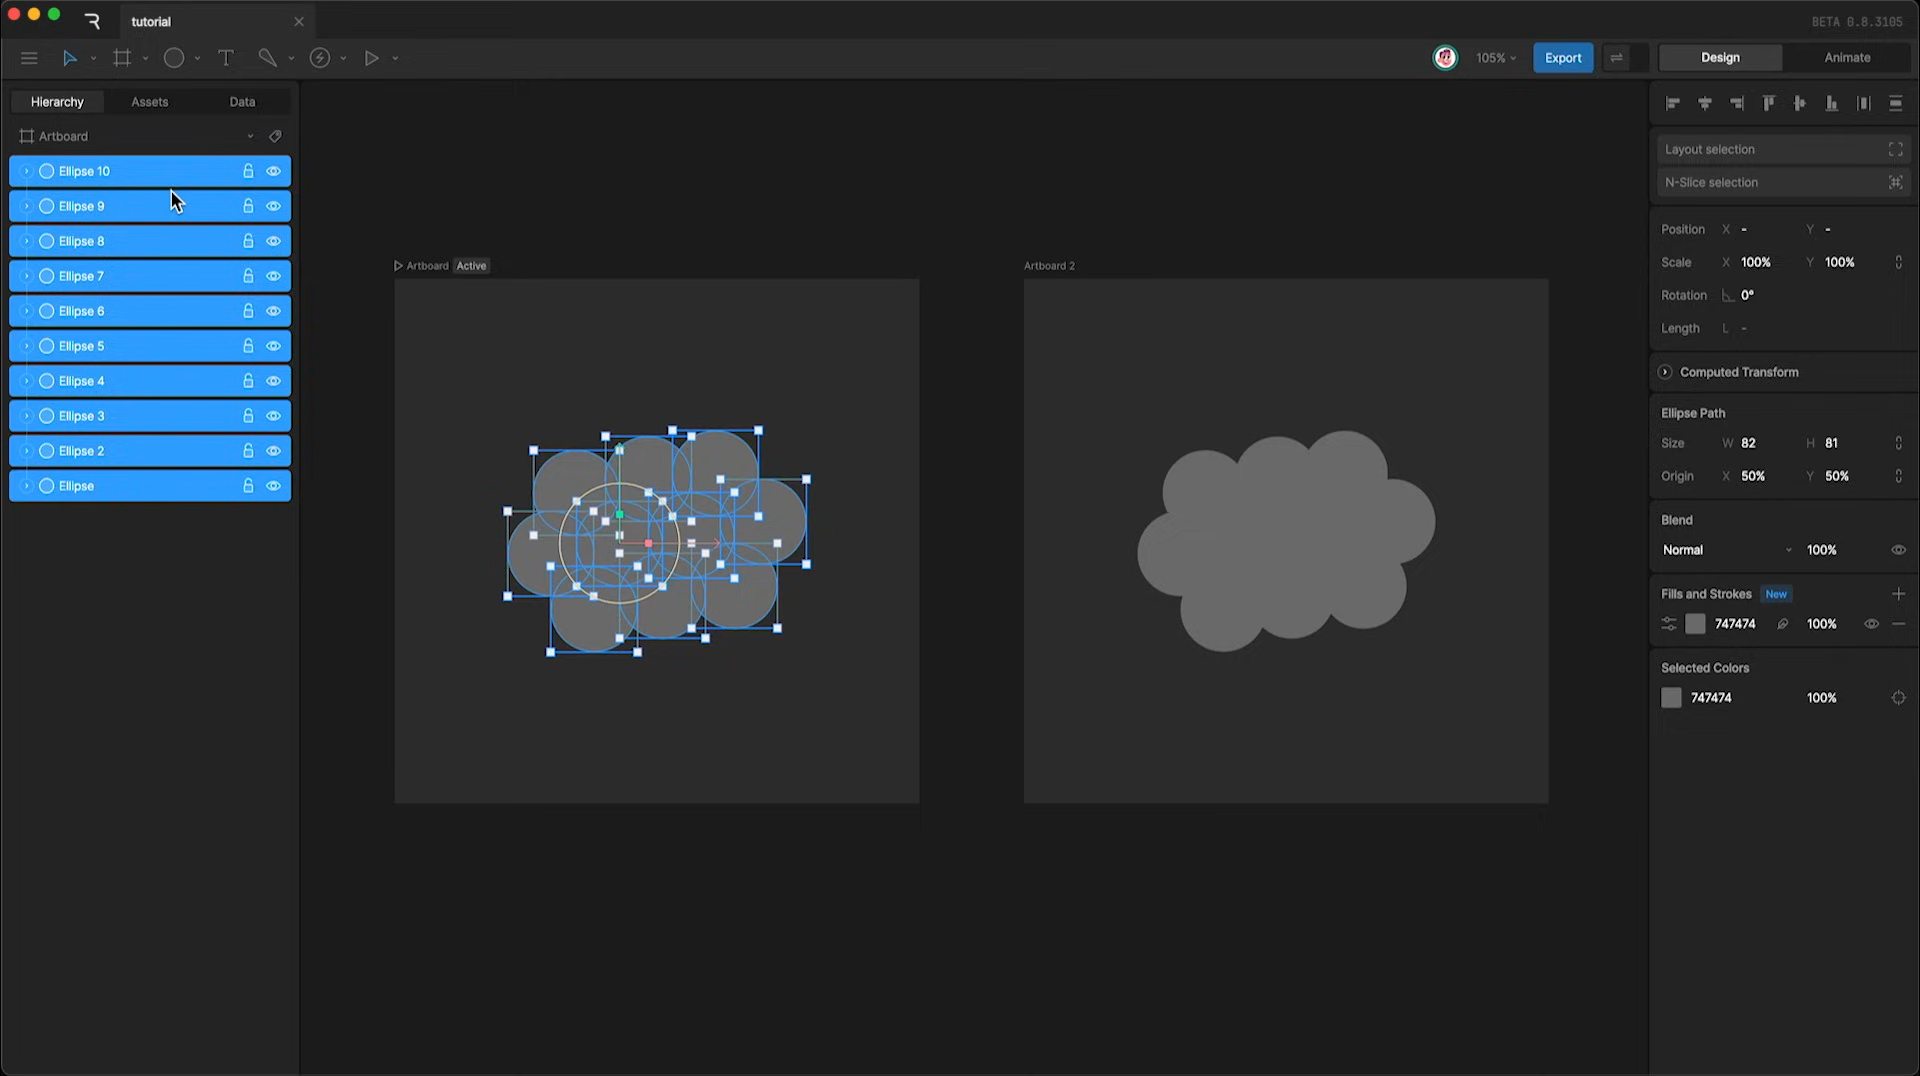 tutorial
BETA 0.8.3105
105%
Export
Design
Animate
Hierarchy
Assets
Data
Artboard
Ellipse 10
Ellipse 9
Ellipse 8
Ellipse 7
Ellipse 6
Ellipse 5
Ellipse 4
Ellipse 3
Ellipse 2
Ellipse
Artboard Active
Artboard 2
Layout selection
N-Slice selection
Position X - Y -
Scale X 100% Y 100%
Rotation 0°
Length L -
Computed Transform
Ellipse Path
Size W 82 H 81
Origin X 50% Y 50%
Blend
Normal 100%
Fills and Strokes New
747474 100%
Selected Colors
747474 100%